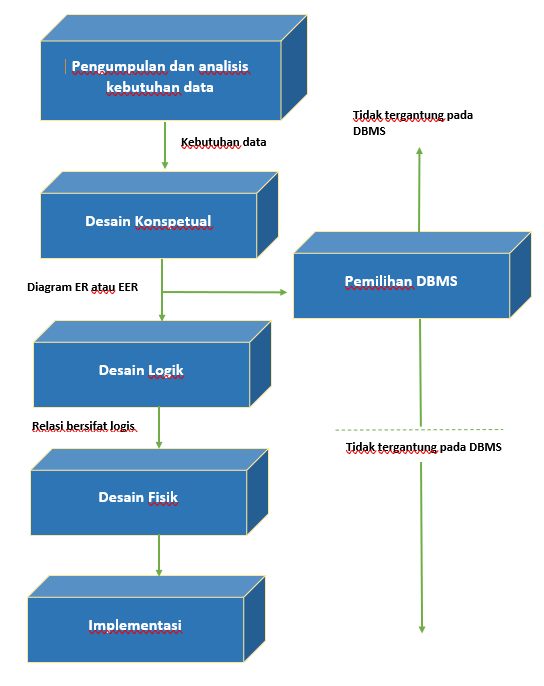 Pengumpulan dan analisis
kebutuhan data
Kebutuhan data
Tidak tergantung pada
DBMS
Desain Konspetual
Diagram ER atau EER
Pemilihan DBMS
Desain Logik
Relasi bersifat logis
Tidak tergantung pada DBMS
Desain Fisik
Implementasi